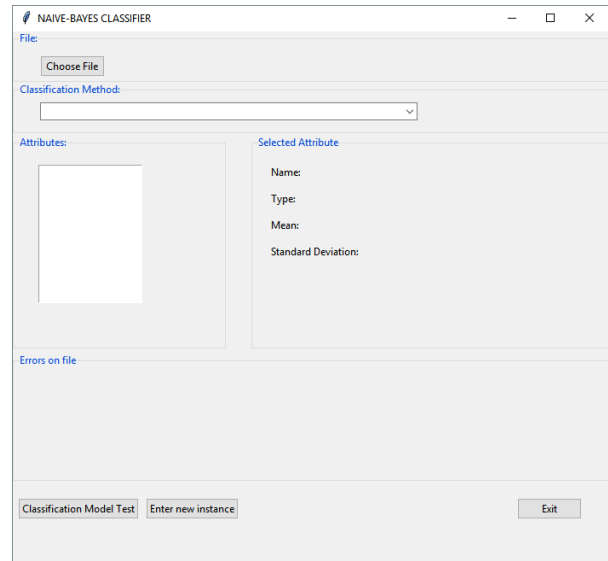 NAIVE-BAYES CLASSIFIER
File:
Choose File
Classification Method:
Attributes:
Selected Attribute
Name:
Type:
Mean:
Standard Deviation:
Errors on file
Classification Model Test
Enter new instance
Exit